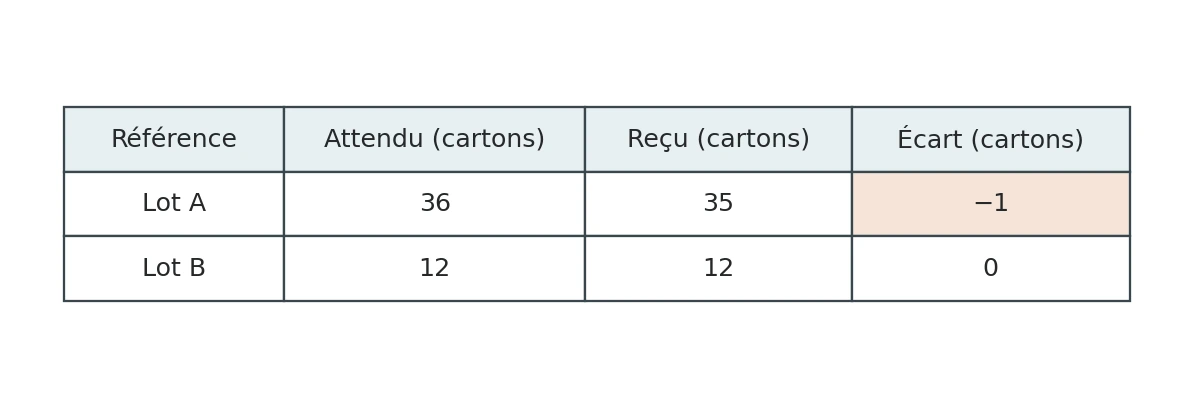 Référence Attendu (cartons) Reçu (cartons) Écart (cartons)
Lot A 36 35 −1
Lot B 12 12 0